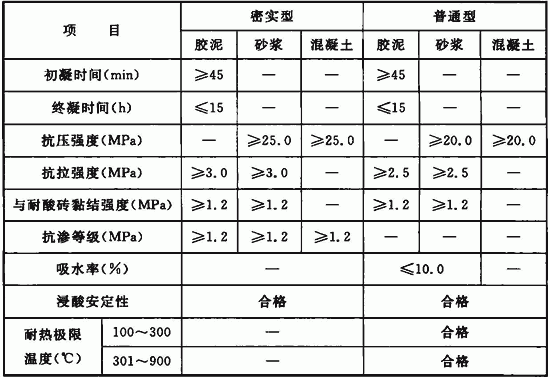 项 目 密实型 普通型
胶泥 砂浆 混凝土 胶泥 砂浆 混凝土
初凝时间(min) ≥45 — — ≥45 — —
终凝时间(h) ≤15 — — ≤15 — —
抗压强度(MPa) — ≥25.0 ≥25.0 — ≥20.0 ≥20.0
抗拉强度(MPa) ≥3.0 ≥3.0 — ≥2.5 ≥2.5 —
与耐酸砖黏结强度(MPa) ≥1.2 ≥1.2 — ≥1.2 ≥1.2 —
抗渗等级(MPa) ≥1.2 ≥1.2 ≥1.2 — — —
吸水率(%) — ≤10.0 —
浸酸安定性 合格 合格
耐热极限温度(℃) 100～300 — 合格
301～900 — 合格